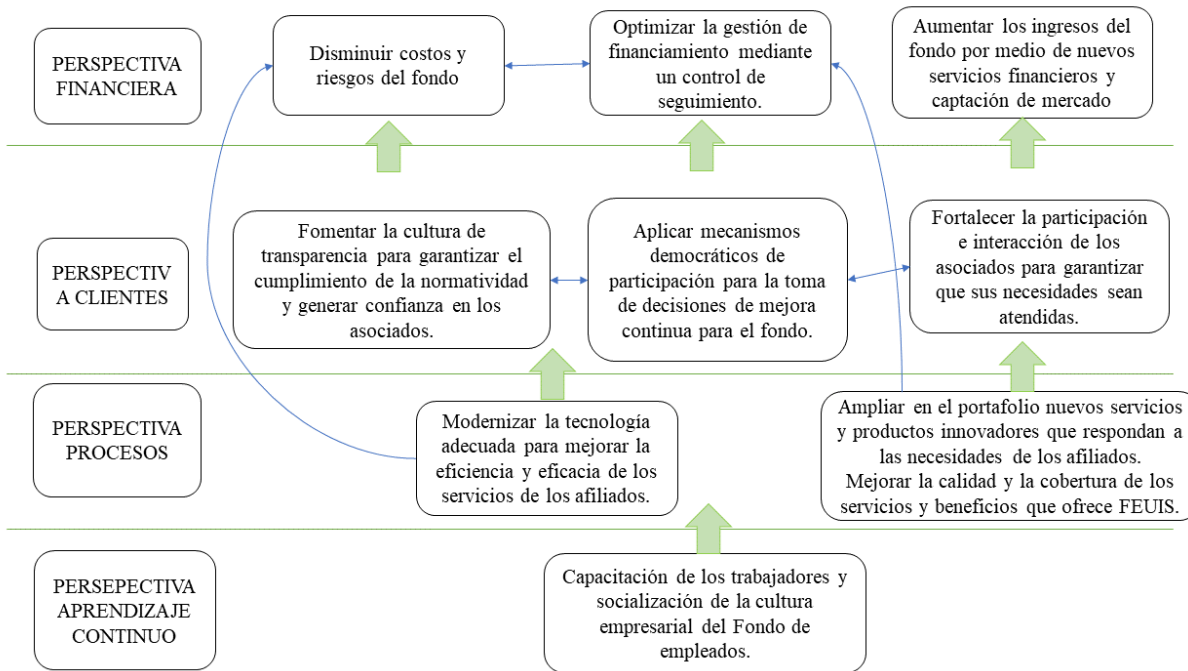 PERSPECTIVA
FINANCIERA
Disminuir costos y
riesgos del fondo
Optimizar la gestión de
financiamiento mediante
un control de
seguimiento.
Aumentar los ingresos del
fondo por medio de nuevos
servicios financieros y
captación de mercado
PERSPECTIV
A CLIENTES
Fomentar la cultura de
transparencia para garantizar el
cumplimiento de la normatividad
y generar confianza en los
asociados.
Aplicar mecanismos
democráticos de
participación para la toma
de decisiones de mejora
continua para el fondo.
Fortalecer la participación
e interacción de los
asociados para garantizar
que sus necesidades sean
atendidas.
PERSPECTIVA
PROCESOS
Modernizar la tecnología
adecuada para mejorar la
eficiencia y eficacia de los
servicios de los afiliados.
Ampliar en el portafolio nuevos servicios
y productos innovadores que respondan a
las necesidades de los afiliados.
Mejorar la calidad y la cobertura de los
servicios y beneficios que ofrece FEUIS.
PERSEPECTIVA
APRENDIZAJE
CONTINUO
Capacitación de los trabajadores y
socialización de la cultura
empresarial del Fondo de
empleados.